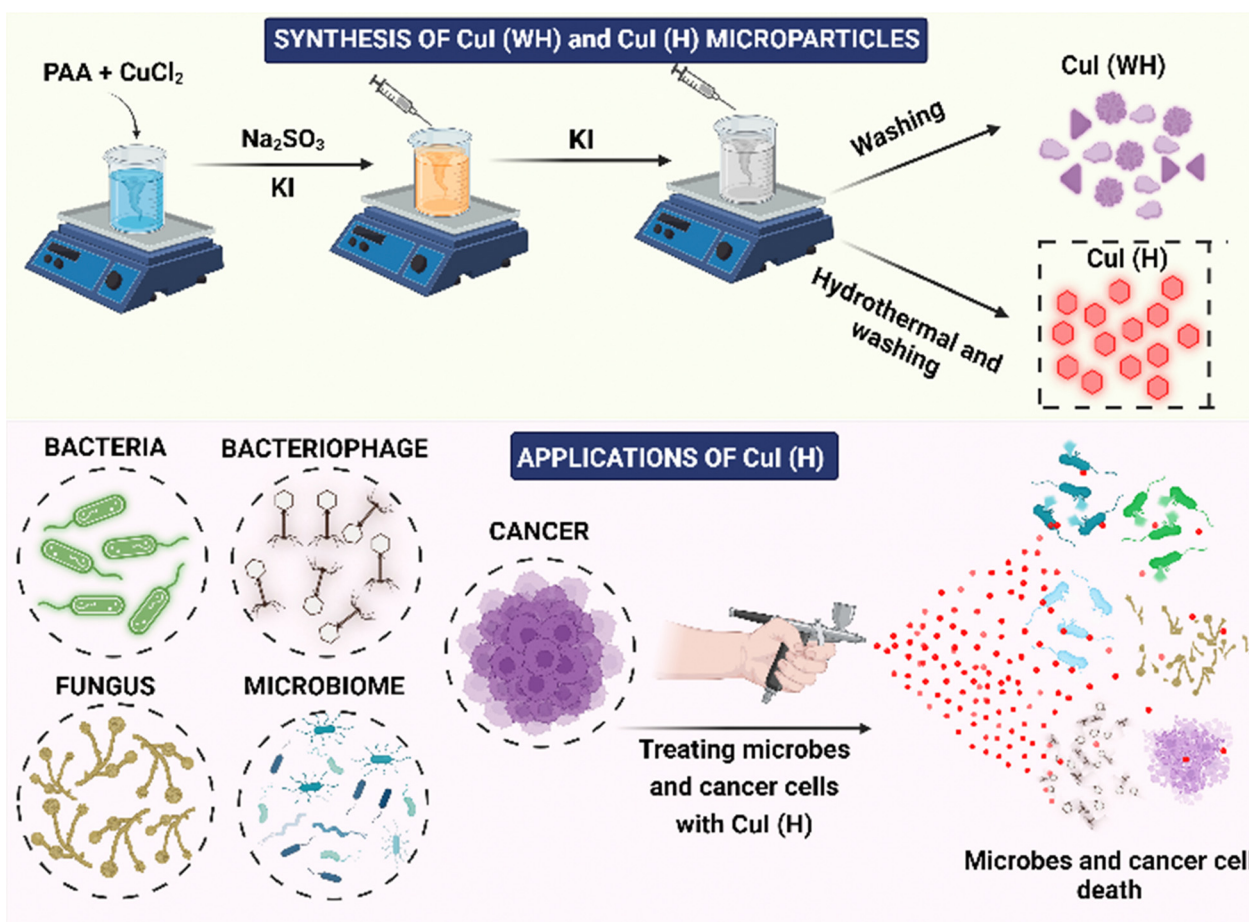 SYNTHESIS OF CuI (WH) and CuI (H) MICROPARTICLES
PAA + CuCl₂
Na₂SO₃
KI
KI
Washing
Hydrothermal and
washing
CuI (WH)
CuI (H)
APPLICATIONS OF CuI (H)
BACTERIA
BACTERIOPHAGE
CANCER
FUNGUS
MICROBIOME
Treating microbes
and cancer cells
with CuI (H)
Microbes and cancer cell
death